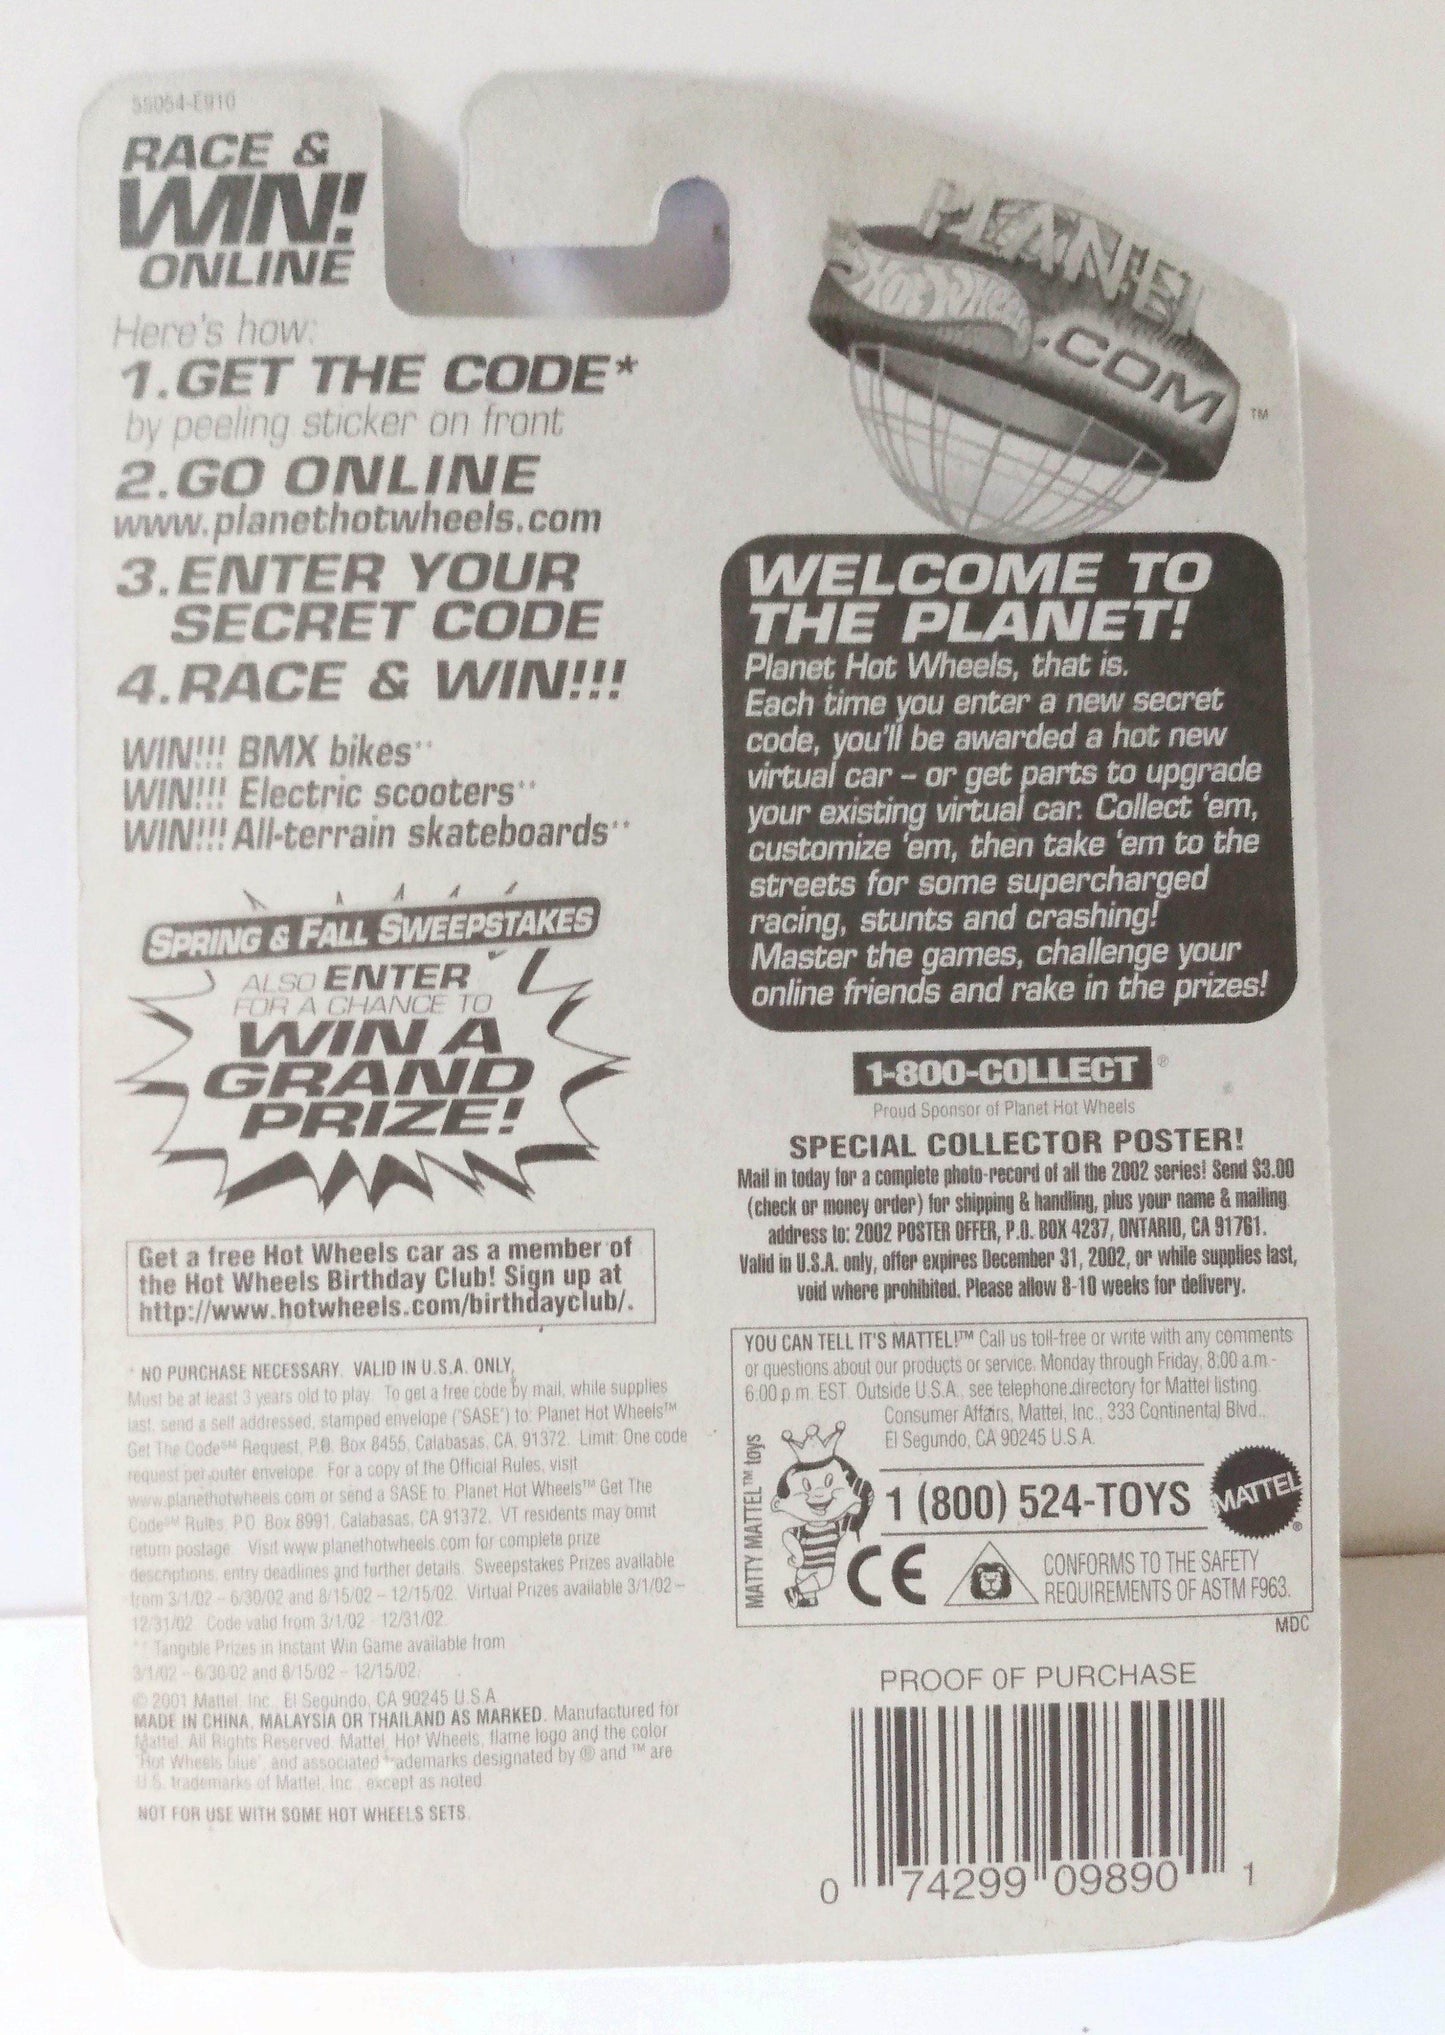 55054-E910
RACE &
WIN!
ONLINE
Here's how:
1.GET THE CODE*
by peeling sticker on front
2.GO ONLINE
www.planethotwheels.com
3.ENTER YOUR
SECRET CODE
4.RACE & WIN!!!
WIN!!! BMX bikes**
WIN!!! Electric scooters**
WIN!!! All-terrain skateboards**
SPRING & FALL SWEEPSTAKES
ALSO ENTER
FOR A CHANCE TO
WIN A
GRAND
PRIZE!
Get a free Hot Wheels car as a member of
the Hot Wheels Birthday Club! Sign up at
http://www.hotwheels.com/birthdayclub/.
* NO PURCHASE NECESSARY. VALID IN U.S.A. ONLY,
Must be at least 3 years old to play. To get a free code by mail, while supplies
last, send a self addressed, stamped envelope ("SASE") to: Planet Hot Wheels™
Get The Code℠ Request, P.O. Box 8455, Calabasas, CA, 91372. Limit: One code
request per outer envelope. For a copy of the Official Rules, visit
www.planethotwheels.com or send a SASE to: Planet Hot Wheels™ Get The
Code℠ Rules, P.O. Box 8991, Calabasas, CA 91372. VT residents may omit
return postage. Visit www.planethotwheels.com for complete prize
descriptions, entry deadlines and further details. Sweepstakes Prizes available
from 3/1/02 – 6/30/02 and 8/15/02 – 12/15/02. Virtual Prizes available 3/1/02 –
12/31/02. Code valid from 3/1/02 - 12/31/02.
** Tangible Prizes in Instant Win Game available from
3/1/02 - 6/30/02 and 8/15/02 – 12/15/02.
© 2001 Mattel, Inc., El Segundo, CA 90245 U.S.A.
MADE IN CHINA, MALAYSIA OR THAILAND AS MARKED. Manufactured for
Mattel. All Rights Reserved. Mattel, Hot Wheels, flame logo and the color
"Hot Wheels blue", and associated trademarks designated by ® and ™ are
U.S. trademarks of Mattel, Inc., except as noted.
NOT FOR USE WITH SOME HOT WHEELS SETS.
PLANET
Hot Wheels
.COM
™
WELCOME TO
THE PLANET!
Planet Hot Wheels, that is.
Each time you enter a new secret
code, you'll be awarded a hot new
virtual car – or get parts to upgrade
your existing virtual car. Collect 'em,
customize 'em, then take 'em to the
streets for some supercharged
racing, stunts and crashing!
Master the games, challenge your
online friends and rake in the prizes!
1-800-COLLECT®
Proud Sponsor of Planet Hot Wheels
SPECIAL COLLECTOR POSTER!
Mail in today for a complete photo-record of all the 2002 series! Send $3.00
(check or money order) for shipping & handling, plus your name & mailing
address to: 2002 POSTER OFFER, P.O. BOX 4237, ONTARIO, CA 91761.
Valid in U.S.A. only, offer expires December 31, 2002, or while supplies last,
void where prohibited. Please allow 8-10 weeks for delivery.
YOU CAN TELL IT'S MATTEL!™ Call us toll-free or write with any comments
or questions about our products or service. Monday through Friday, 8:00 a.m.-
6:00 p.m. EST. Outside U.S.A., see telephone directory for Mattel listing.
Consumer Affairs, Mattel, Inc., 333 Continental Blvd.,
El Segundo, CA 90245 U.S.A.
MATTY MATTEL™ toys
1 (800) 524-TOYS
MATTEL®
CE
CONFORMS TO THE SAFETY
REQUIREMENTS OF ASTM F963.
MDC
PROOF OF PURCHASE
0 74299 09890 1